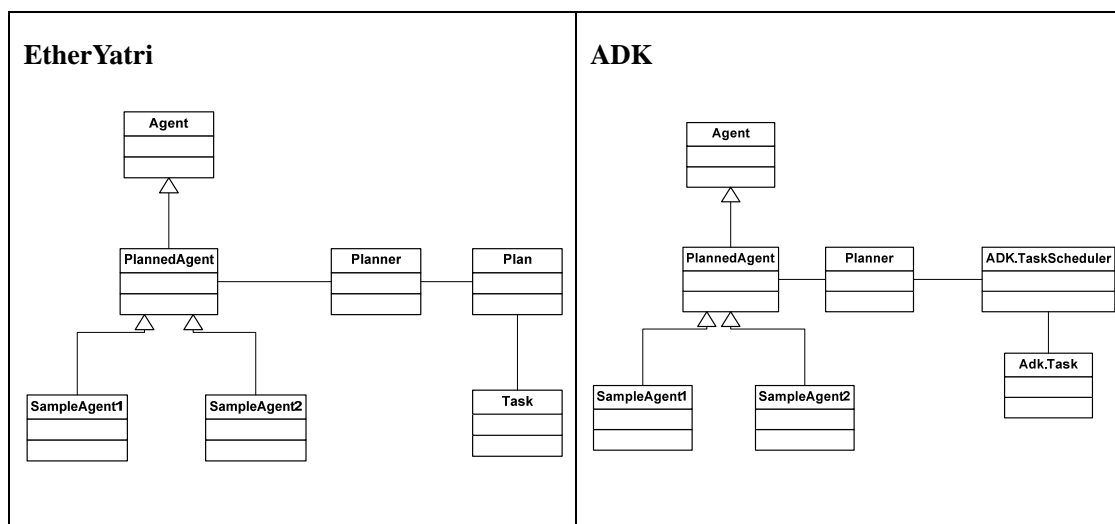 EtherYatri
Agent
PlannedAgent
Planner
Plan
SampleAgent1
SampleAgent2
Task
ADK
Agent
PlannedAgent
Planner
ADK.TaskScheduler
Adk.Task
SampleAgent1
SampleAgent2